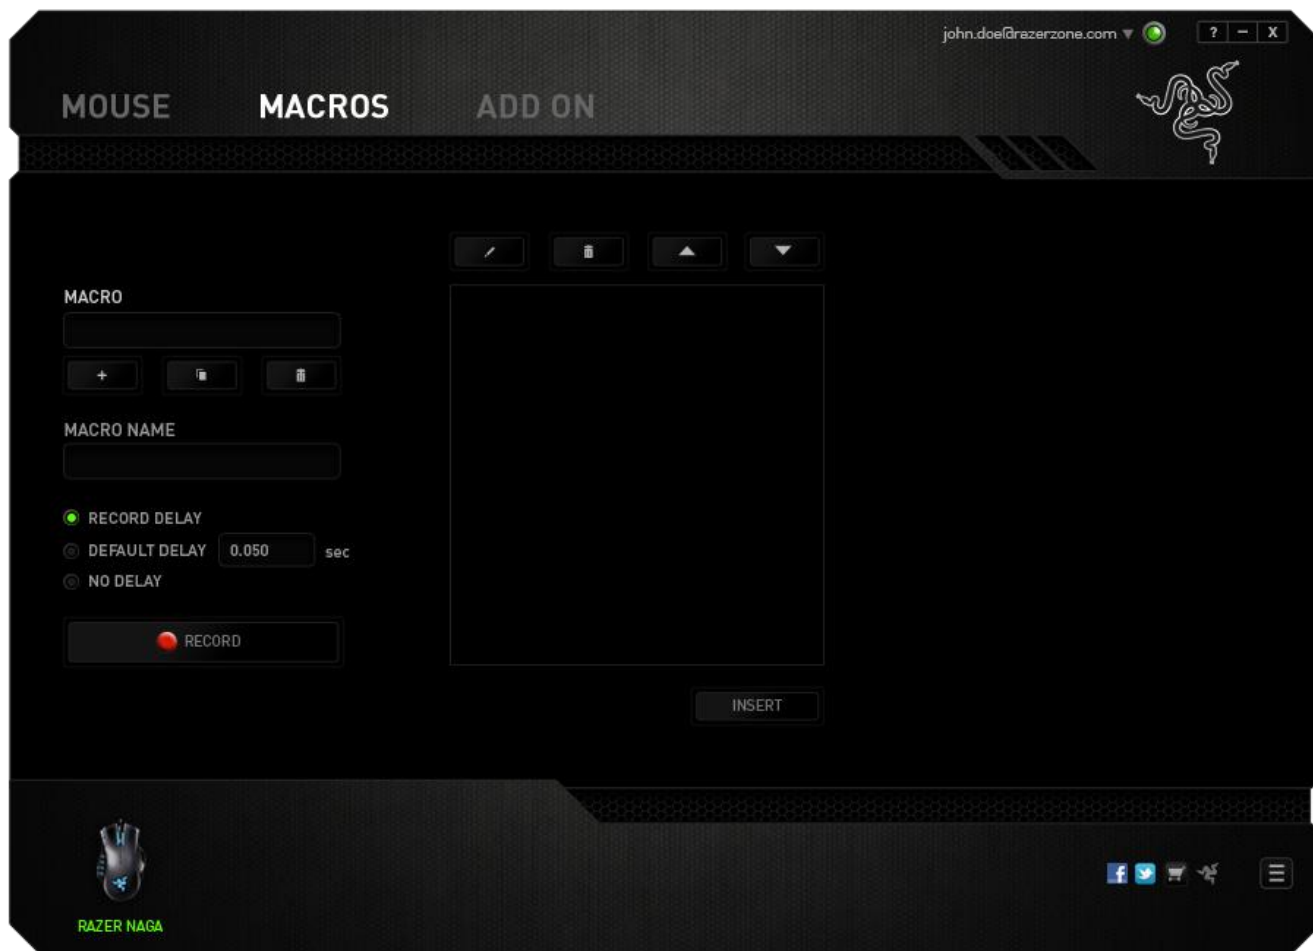 john.doe@razerzone.com
? - X
MOUSE MACROS ADD ON
MACRO
+
MACRO NAME
RECORD DELAY
DEFAULT DELAY 0.050 sec
NO DELAY
RECORD
INSERT
RAZER NAGA